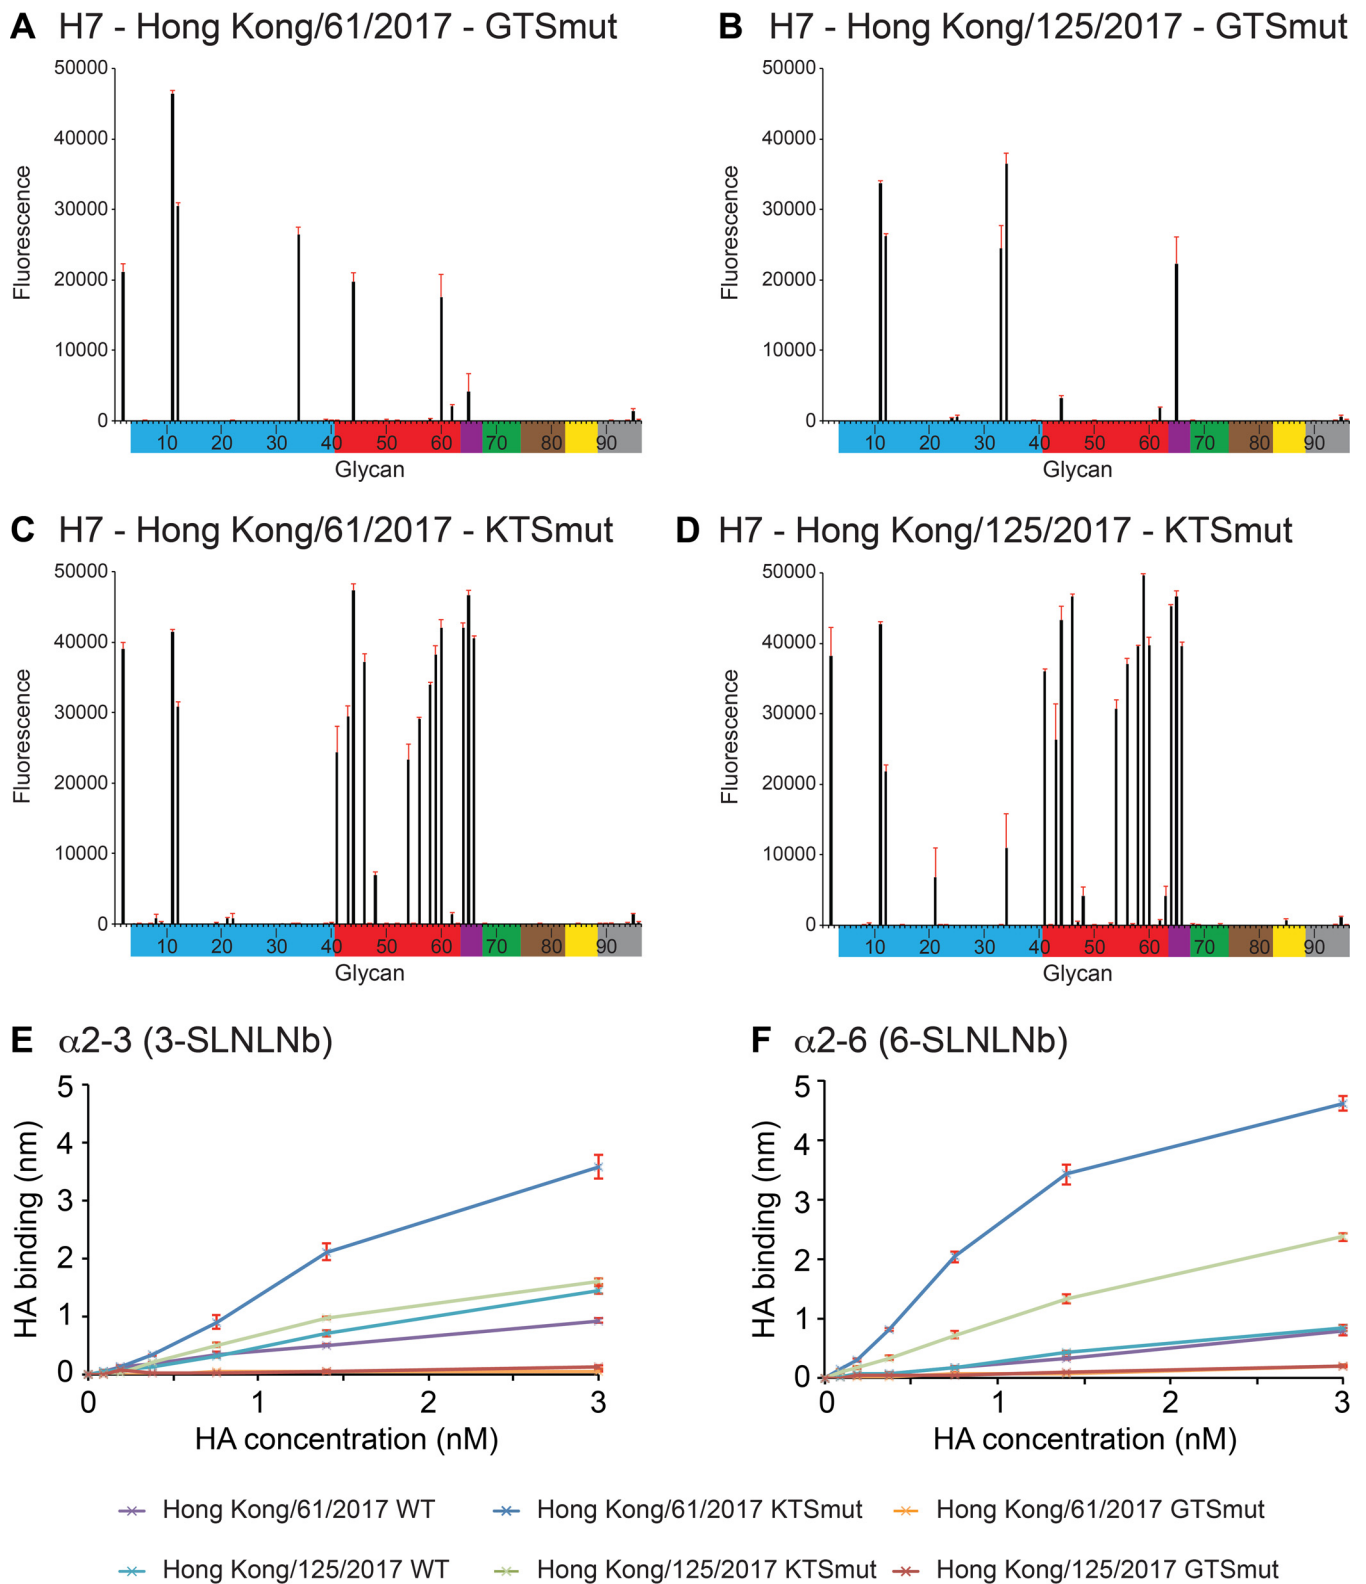 A H7 - Hong Kong/61/2017 - GTSmut
50000
40000
30000
20000
10000
0
Fluorescence
10 20 30 40 50 60 70 80 90
Glycan
B H7 - Hong Kong/125/2017 - GTSmut
50000
40000
30000
20000
10000
0
Fluorescence
10 20 30 40 50 60 70 80 90
Glycan
C H7 - Hong Kong/61/2017 - KTSmut
50000
40000
30000
20000
10000
0
Fluorescence
10 20 30 40 50 60 70 80 90
Glycan
D H7 - Hong Kong/125/2017 - KTSmut
50000
40000
30000
20000
10000
0
Fluorescence
10 20 30 40 50 60 70 80 90
Glycan
E α2-3 (3-SLNLNb)
5
4
3
2
1
0
HA binding (nm)
0 1 2 3
HA concentration (nM)
F α2-6 (6-SLNLNb)
5
4
3
2
1
0
HA binding (nm)
0 1 2 3
HA concentration (nM)
Hong Kong/61/2017 WT
Hong Kong/61/2017 KTSmut
Hong Kong/61/2017 GTSmut
Hong Kong/125/2017 WT
Hong Kong/125/2017 KTSmut
Hong Kong/125/2017 GTSmut